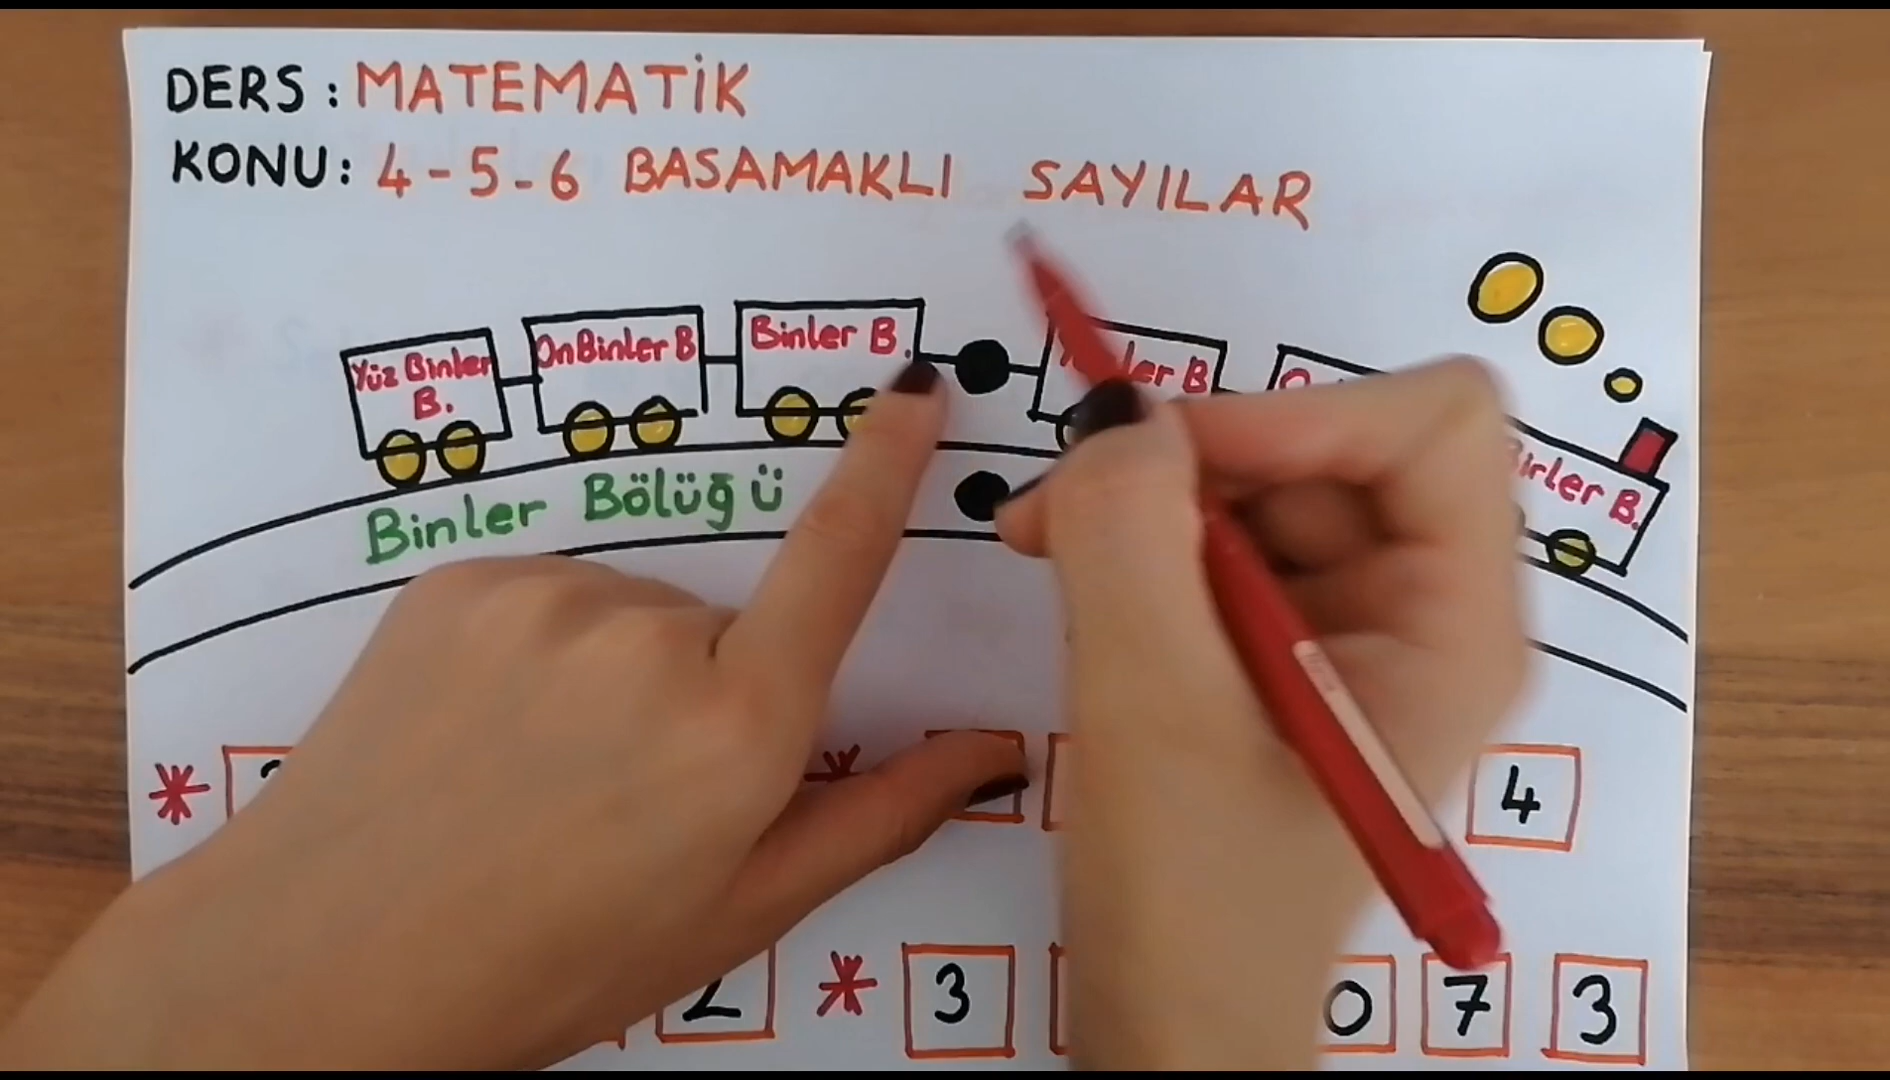 DERS : MATEMATİK
KONU: 4-5-6 BASAMAKLI SAYILAR
Yüz Binler B. OnBinler B Binler B. B Birler B.
Binler Bölüğü
* * 4
2 * 3 0 7 3